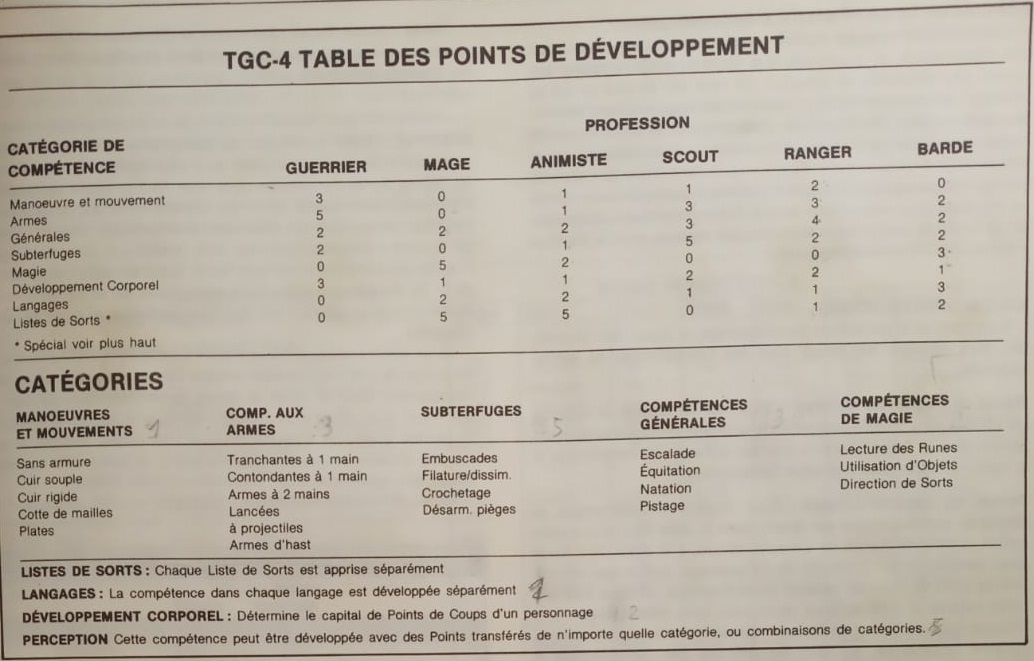 TGC-4 TABLE DES POINTS DE DÉVELOPPEMENT
PROFESSION
CATÉGORIE DE
COMPÉTENCE GUERRIER MAGE ANIMISTE SCOUT RANGER BARDE
Manoeuvre et mouvement 3 0 1 1 2 0
Armes 5 0 1 3 3 2
Générales 2 2 2 3 4 2
Subterfuges 2 0 1 5 2 2
Magie 0 5 2 0 0 3
Développement Corporel 3 1 1 2 2 1
Langages 0 2 2 1 1 3
Listes de Sorts * 0 5 5 0 1 2
* Spécial voir plus haut
CATÉGORIES
MANOEUVRES
ET MOUVEMENTS 1
Sans armure
Cuir souple
Cuir rigide
Cotte de mailles
Plates
COMP. AUX
ARMES 3
Tranchantes à 1 main
Contondantes à 1 main
Armes à 2 mains
Lancées
à projectiles
Armes d'hast
SUBTERFUGES 5
Embuscades
Filature/dissim.
Crochetage
Désarm. pièges
COMPÉTENCES
GÉNÉRALES 3
Escalade
Équitation
Natation
Pistage
COMPÉTENCES
DE MAGIE
Lecture des Runes
Utilisation d'Objets
Direction de Sorts
LISTES DE SORTS : Chaque Liste de Sorts est apprise séparément
LANGAGES : La compétence dans chaque langage est développée séparément
DÉVELOPPEMENT CORPOREL : Détermine le capital de Points de Coups d'un personnage 2
PERCEPTION Cette compétence peut être développée avec des Points transférés de n'importe quelle catégorie, ou combinaisons de catégories. 5